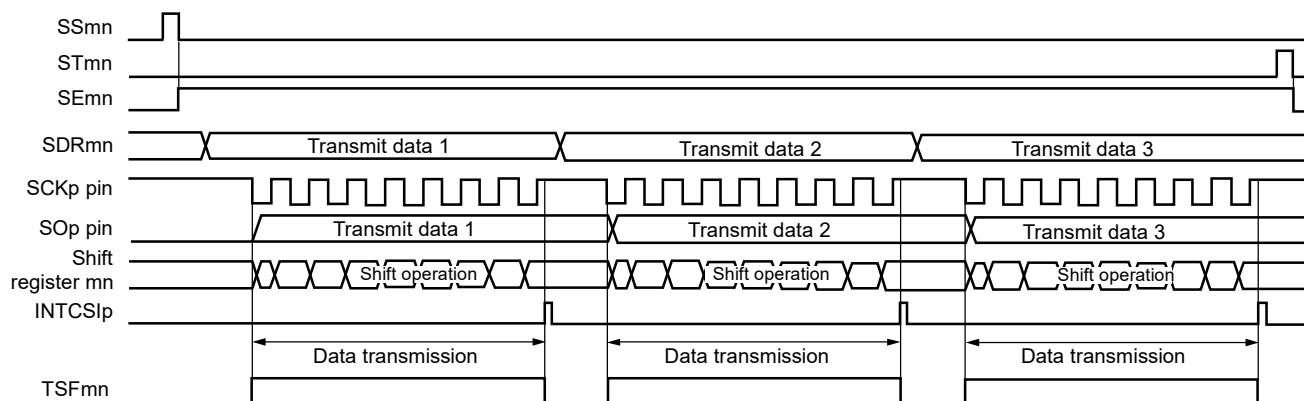 SSmn
STmn
SEmn
SDRmn Transmit data 1 Transmit data 2 Transmit data 3
SCKp pin
SOp pin Transmit data 1 Transmit data 2 Transmit data 3
Shift
register mn Shift operation Shift operation Shift operation
INTCSIp
Data transmission Data transmission Data transmission
TSFmn